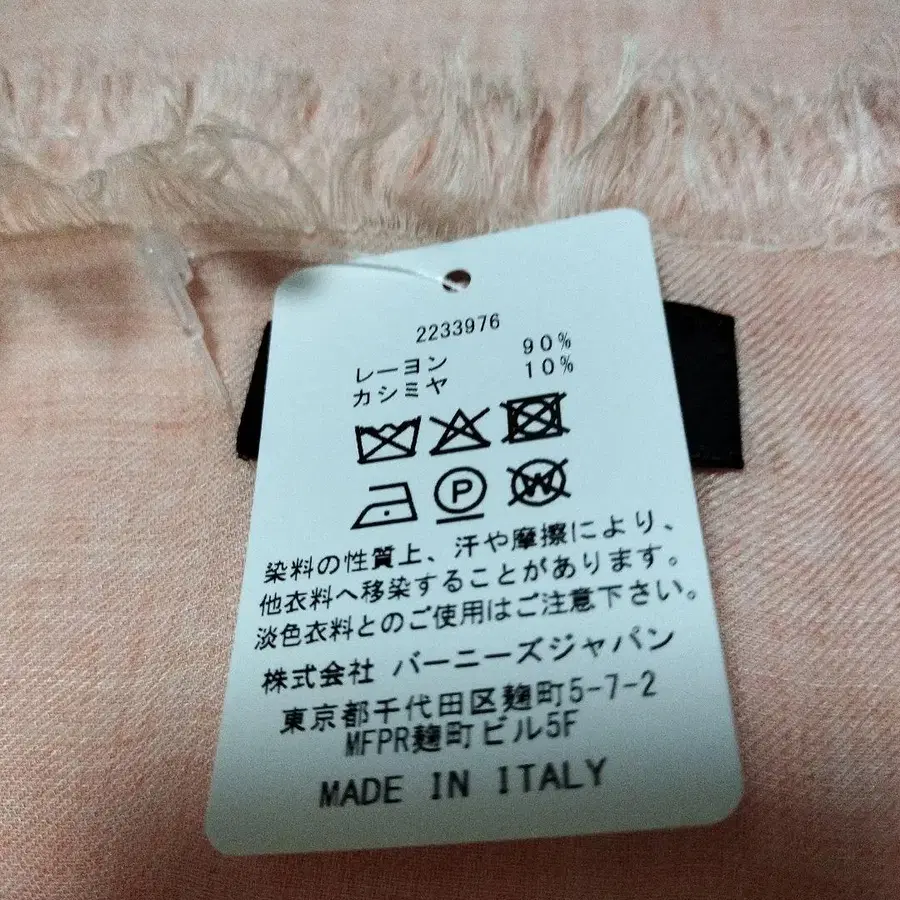 2233976
レーヨン 90%
カシミヤ 10%
P
W
染料の性質上、汗や摩擦により、
他衣料へ移染することがあります。
淡色衣料とのご使用はご注意下さい。
株式会社 バーニーズジャパン
東京都千代田区麹町5-7-2
MFPR麹町ビル5F
MADE IN ITALY